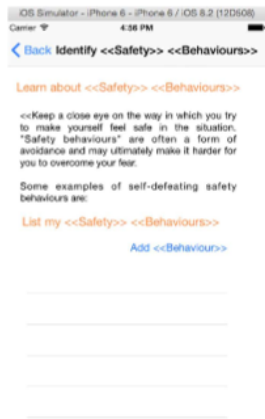 iOS Simulator - iPhone 6 - iPhone 6 / iOS 8.2 (12D508)
Carrier 4:56 PM
Back Identify <<Safety>> <<Behaviours>>
Learn about <<Safety>> <<Behaviours>>
<<Keep a close eye on the way in which you try
to make yourself feel safe in the situation.
"Safety behaviours" are often a form of
avoidance and may ultimately make it harder for
you to overcome your fear.
Some examples of self-defeating safety
behaviours are:
List my <<Safety>> <<Behaviours>>
Add <<Behaviour>>